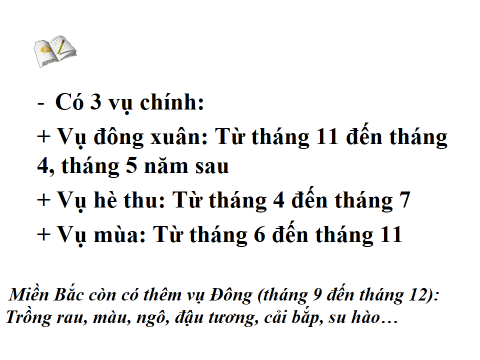 - Có 3 vụ chính:
+ Vụ đông xuân: Từ tháng 11 đến tháng
4, tháng 5 năm sau
+ Vụ hè thu: Từ tháng 4 đến tháng 7
+ Vụ mùa: Từ tháng 6 đến tháng 11
Miền Bắc còn có thêm vụ Đông (tháng 9 đến tháng 12):
Trồng rau, màu, ngô, đậu tương, cải bắp, su hào…